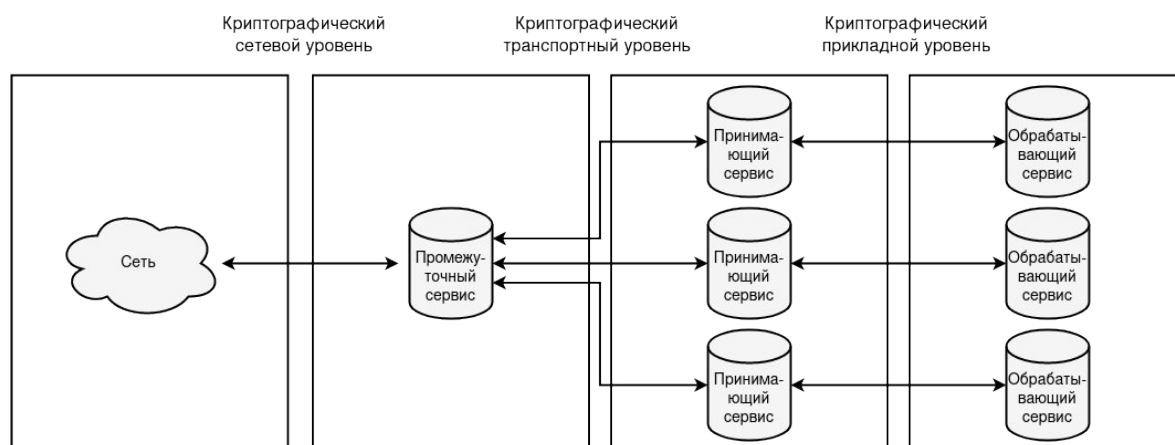 Криптографический
сетевой уровень
Криптографический
транспортный уровень
Криптографический
прикладной уровень
Сеть
Промежу-
точный
сервис
Принима-
ющий
сервис
Принима-
ющий
сервис
Принима-
ющий
сервис
Обрабаты-
вающий
сервис
Обрабаты-
вающий
сервис
Обрабаты-
вающий
сервис